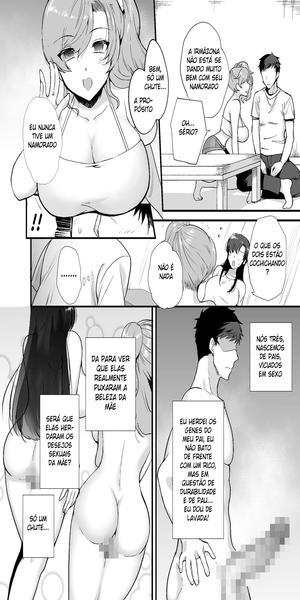 A IRMÃZONA
NÃO ESTÁ SE
DANDO MUITO
BEM COM SEU
NAMORADO
OH...
SÉRIO?
BEM,
SÓ UM
CHUTE...
A PRO-
PÓSITO
EU NUNCA
TIVE UM
NAMORADO
!!
O QUE OS
DOIS ESTÃO
COCHICHANDO
NÃO É
NADA
NÓS TRÊS,
NASCEMOS
DE PAIS,
VICIADOS
EM SEXO
EU HERDEI OS
GENES DO
MEU PAI, EU
NÃO BATO
DE FRENTE
COM UM RICO,
MAS EM
QUESTÃO DE
DURABILIDADE
E DE PAU...
EU DOU DE
LAVADA!
DA PARA VER
QUE ELAS
REALMENTE
PUXARAM A
BELEZA DA
MÃE
SERÁ QUE
ELAS HER-
DARAM OS
DESEJOS
SEXUAIS
DA MÃE?
SÓ UM
CHUTE...